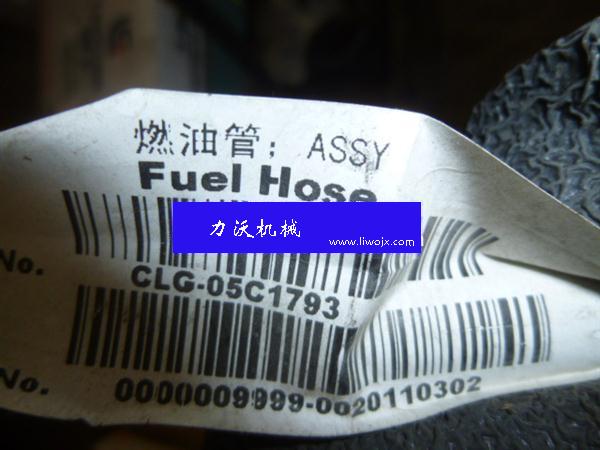 燃油管; ASSY
Fuel Hose
力沃机械
www.liwojx.com
No.
CLG-05C1793
No.
0000009999-0020110302